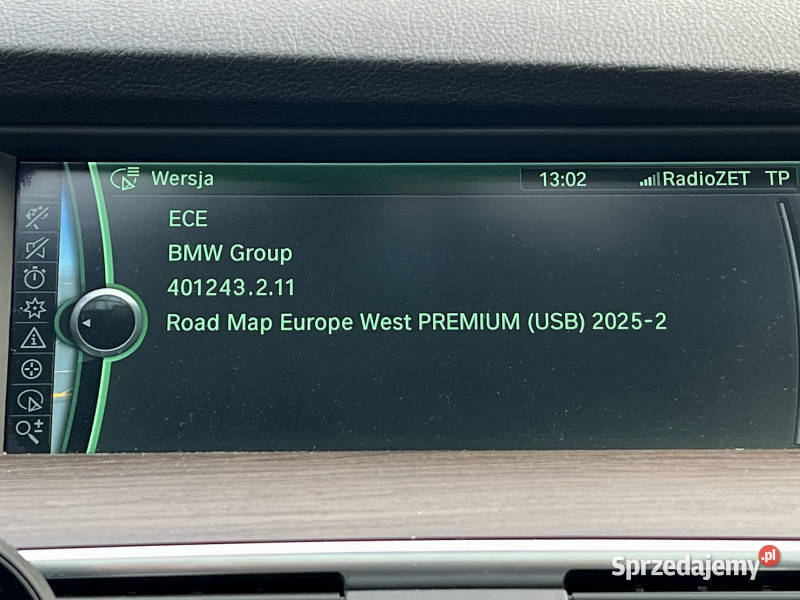 Wersja 13:02 RadioZET TP
ECE
BMW Group
401243.2.11
Road Map Europe West PREMIUM (USB) 2025-2
Sprzedajemy.pl